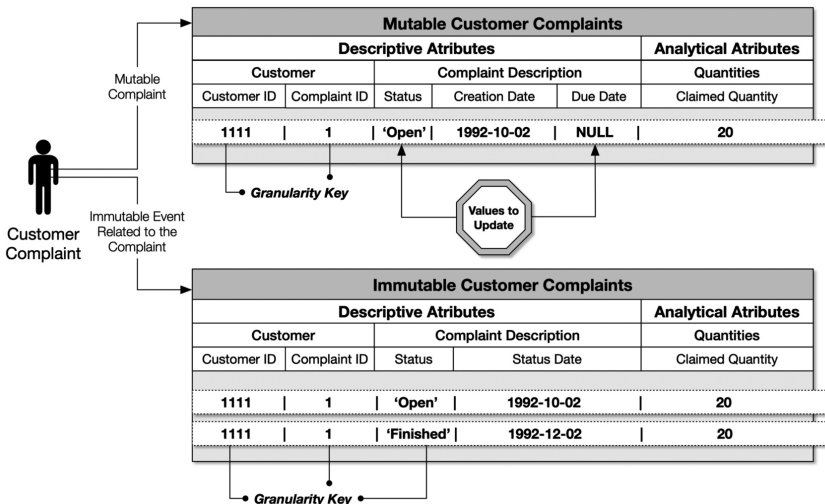 Mutable Customer Complaints
Descriptive Atributes Analytical Atributes
Customer Complaint Description Quantities
Customer ID Complaint ID Status Creation Date Due Date Claimed Quantity
1111 | 1 | 'Open' | 1992-10-02 | NULL | 20
Granularity Key
Values to
Update
Mutable
Complaint
Customer
Complaint
Immutable Event
Related to the
Complaint
Immutable Customer Complaints
Descriptive Atributes Analytical Atributes
Customer Complaint Description Quantities
Customer ID Complaint ID Status Status Date Claimed Quantity
1111 | 1 | 'Open' | 1992-10-02 | 20
1111 | 1 | 'Finished' | 1992-12-02 | 20
Granularity Key